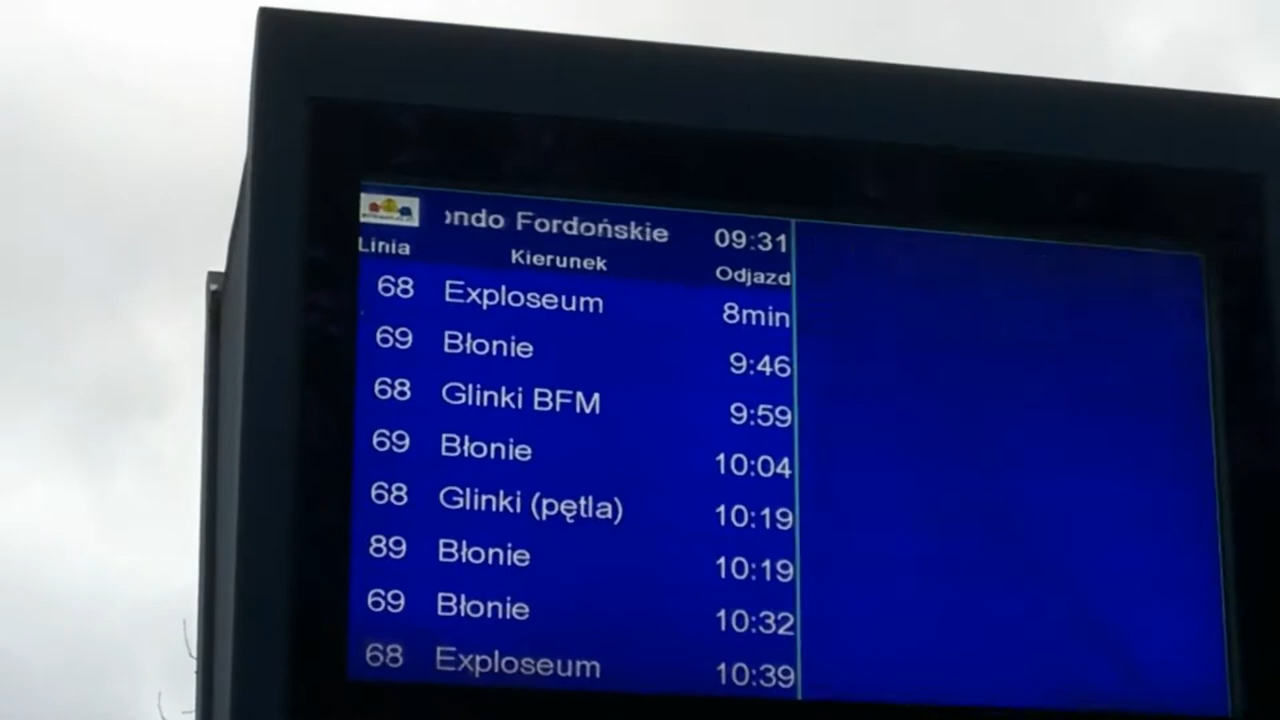 ondo Fordońskie 09:31
Linia Kierunek Odjazd
68 Exploseum 8min
69 Błonie 9:46
68 Glinki BFM 9:59
69 Błonie 10:04
68 Glinki (pętla) 10:19
89 Błonie 10:19
69 Błonie 10:32
68 Exploseum 10:39